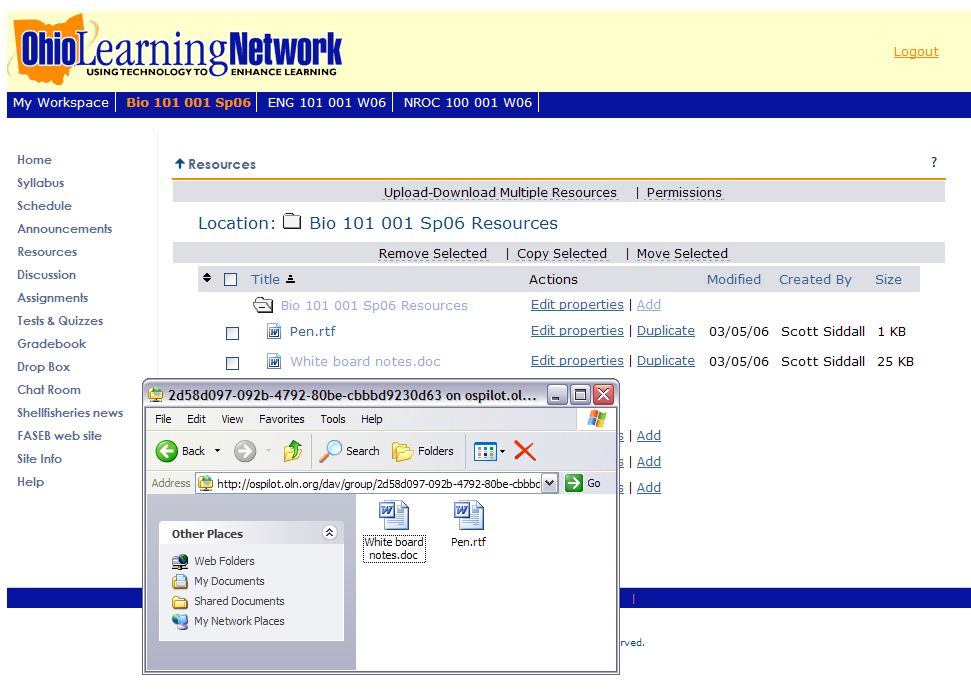 OhioLearningNetwork
USING TECHNOLOGY TO ENHANCE LEARNING
Logout
My Workspace | Bio 101 001 Sp06 | ENG 101 001 W06 | NROC 100 001 W06 |
Home
Syllabus
Schedule
Announcements
Resources
Discussion
Assignments
Tests & Quizzes
Gradebook
Drop Box
Chat Room
Shellfisheries news
FASEB web site
Site Info
Help
Resources ?
Upload-Download Multiple Resources | Permissions
Location: Bio 101 001 Sp06 Resources
Remove Selected | Copy Selected | Move Selected
Title Actions Modified Created By Size
Bio 101 001 Sp06 Resources Edit properties | Add
Pen.rtf Edit properties | Duplicate 03/05/06 Scott Siddall 1 KB
White board notes.doc Edit properties | Duplicate 03/05/06 Scott Siddall 25 KB
s | Add
s | Add
s | Add
2d58d097-092b-4792-80be-cbbbd9230d63 on ospilot.ol...
File Edit View Favorites Tools Help
Back Search Folders
Address http://ospilot.oln.org/dav/group/2d58d097-092b-4792-80be-cbbbc Go
Other Places
Web Folders
My Documents
Shared Documents
My Network Places
White board
notes.doc
Pen.rtf
|
rved.